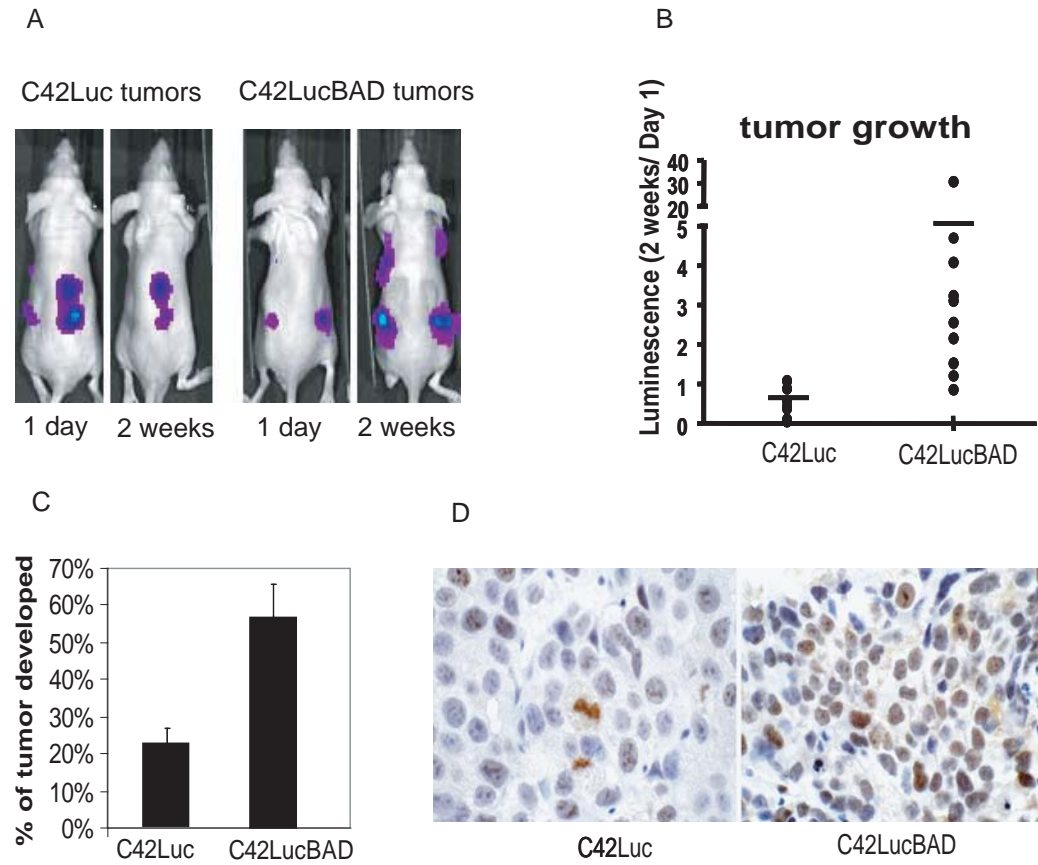 A
C42Luc tumors
C42LucBAD tumors
1 day
2 weeks
1 day
2 weeks
B
tumor growth
Luminescence (2 weeks/ Day 1)
40
30
20
5
4
3
2
1
0
C42Luc
C42LucBAD
C
% of tumor developed
70%
60%
50%
40%
30%
20%
10%
0%
C42Luc
C42LucBAD
D
C42Luc
C42LucBAD